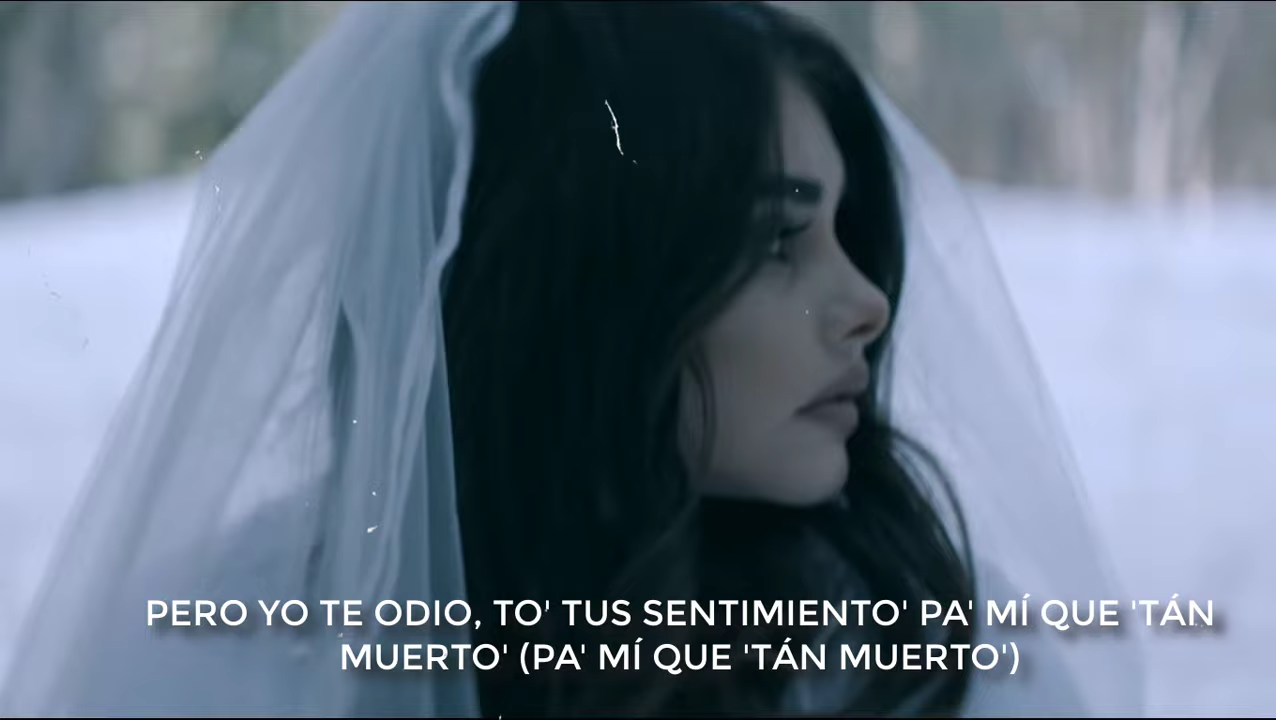 PERO YO TE ODIO, TO' TUS SENTIMIENTO' PA' MÍ QUE 'TÁN
MUERTO' (PA' MÍ QUE 'TÁN MUERTO')